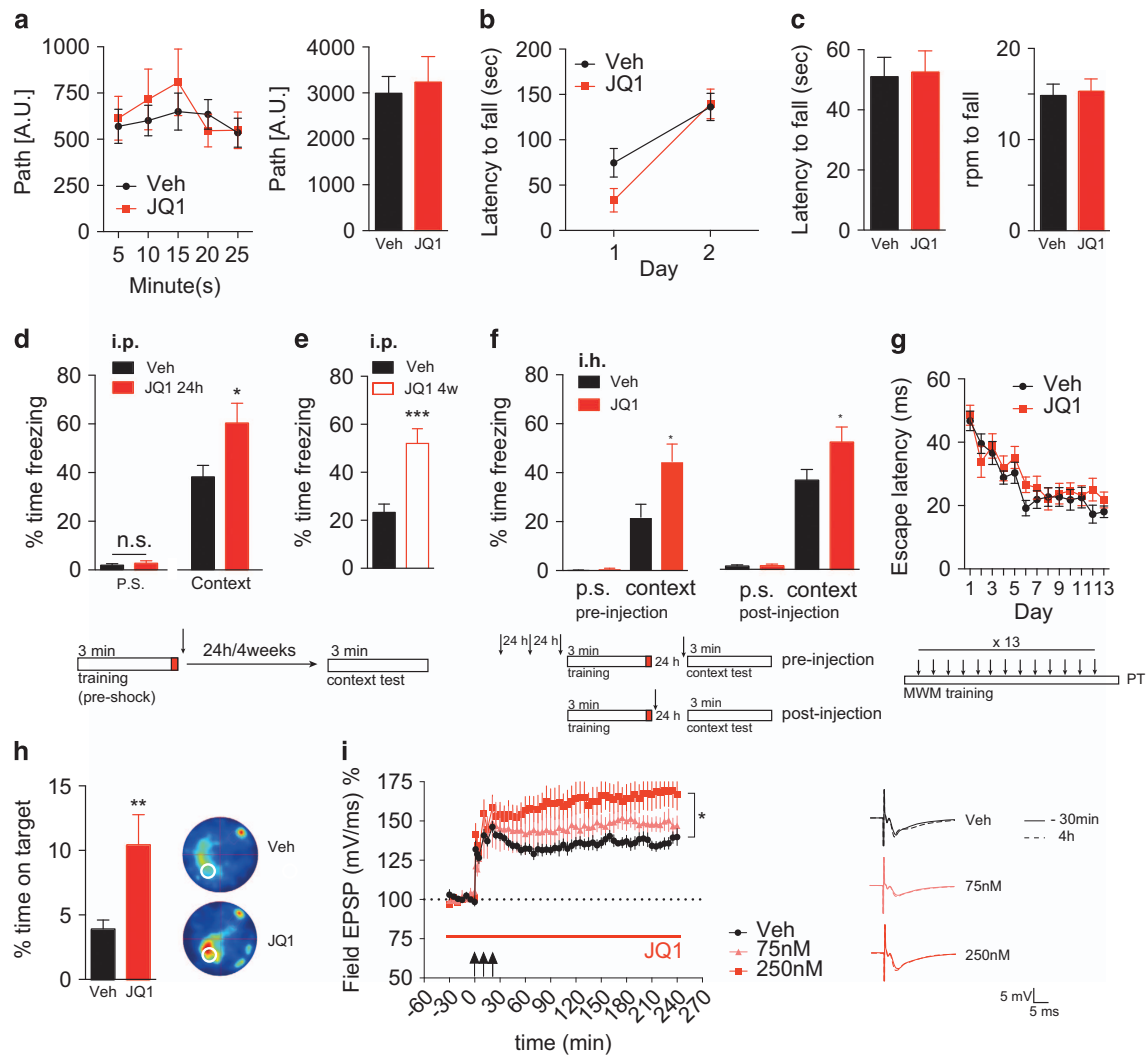 a
Path [A.U.]
1000
750
500
250
0
Veh
JQ1
5 10 15 20 25
Minute(s)
Path [A.U.]
4000
3000
2000
1000
0
Veh JQ1
b
Latency to fall (sec)
200
150
100
50
0
Veh
JQ1
1 2
Day
c
Latency to fall (sec)
60
40
20
0
Veh JQ1
rpm to fall
20
15
10
5
0
Veh JQ1
d
i.p.
Veh
JQ1 24h
% time freezing
80
60
40
20
0
n.s.
*
P.S. Context
e
i.p.
Veh
JQ1 4w
% time freezing
80
60
40
20
0
***
f
i.h.
Veh
JQ1
% time freezing
80
60
40
20
0
*
p.s. context
pre-injection
*
p.s. context
post-injection
g
Escape latency (ms)
60
40
20
0
Veh
JQ1
1 3 5 7 9 11 13
Day
3 min
training
(pre-shock)
24h/4weeks
3 min
context test
24 h 24 h
3 min
training
24 h
3 min
context test
pre-injection
3 min
training
24 h
3 min
context test
post-injection
x 13
MWM training
PT
h
% time on target
15
10
5
0
**
Veh JQ1
Veh
JQ1
i
Field EPSP (mV/ms) %
175
150
125
100
75
50
*
JQ1
-60 -30 0 30 60 90 120 150 180 210 240 270
time (min)
Veh
75nM
250nM
Veh
- 30min
4h
75nM
250nM
5 mV
5 ms